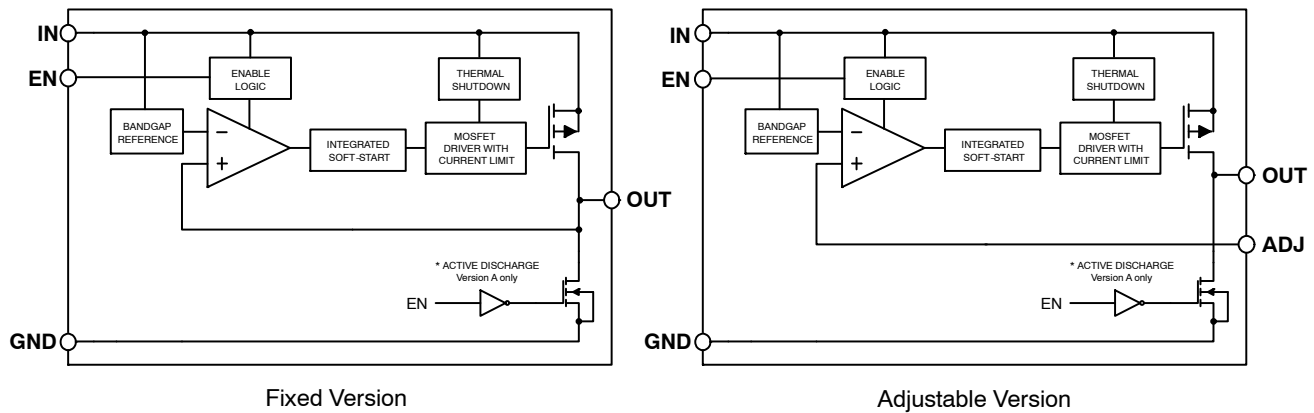 IN
EN
ENABLE
LOGIC
THERMAL
SHUTDOWN
BANDGAP
REFERENCE
−
+
INTEGRATED
SOFT-START
MOSFET
DRIVER WITH
CURRENT LIMIT
OUT
* ACTIVE DISCHARGE
Version A only
EN
GND
Fixed Version
IN
EN
ENABLE
LOGIC
THERMAL
SHUTDOWN
BANDGAP
REFERENCE
−
+
INTEGRATED
SOFT-START
MOSFET
DRIVER WITH
CURRENT LIMIT
OUT
ADJ
* ACTIVE DISCHARGE
Version A only
EN
GND
Adjustable Version